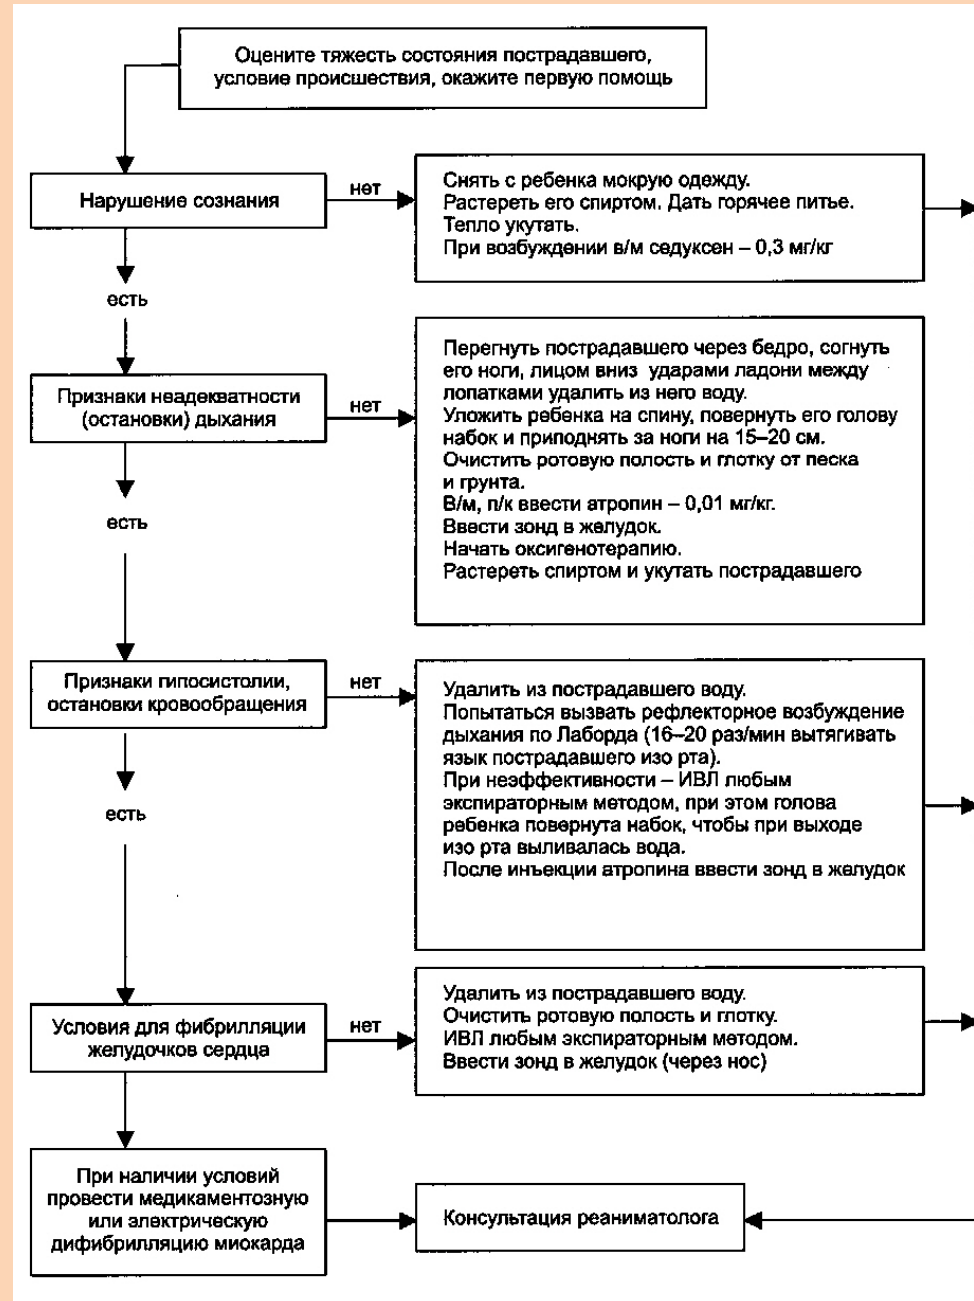 Оцените тяжесть состояния пострадавшего,
условие происшествия, окажите первую помощь
Нарушение сознания
нет
Снять с ребенка мокрую одежду.
Растереть его спиртом. Дать горячее питье.
Тепло укутать.
При возбуждении в/м седуксен – 0,3 мг/кг
есть
Признаки неадекватности
(остановки) дыхания
нет
Перегнуть пострадавшего через бедро, согнуть
его ноги, лицом вниз ударами ладони между
лопатками удалить из него воду.
Уложить ребенка на спину, повернуть его голову
набок и приподнять за ноги на 15–20 см.
Очистить ротовую полость и глотку от песка
и грунта.
В/м, п/к ввести атропин – 0,01 мг/кг.
Ввести зонд в желудок.
Начать оксигенотерапию.
Растереть спиртом и укутать пострадавшего
есть
Признаки гипосистолии,
остановки кровообращения
нет
Удалить из пострадавшего воду.
Попытаться вызвать рефлекторное возбуждение
дыхания по Лаборда (16–20 раз/мин вытягивать
язык пострадавшего изо рта).
При неэффективности – ИВЛ любым
экспираторным методом, при этом голова
ребенка повернута набок, чтобы при выходе
изо рта выливалась вода.
После инъекции атропина ввести зонд в желудок
есть
Условия для фибрилляции
желудочков сердца
нет
Удалить из пострадавшего воду.
Очистить ротовую полость и глотку.
ИВЛ любым экспираторным методом.
Ввести зонд в желудок (через нос)
При наличии условий
провести медикаментозную
или электрическую
дифибрилляцию миокарда
Консультация реаниматолога